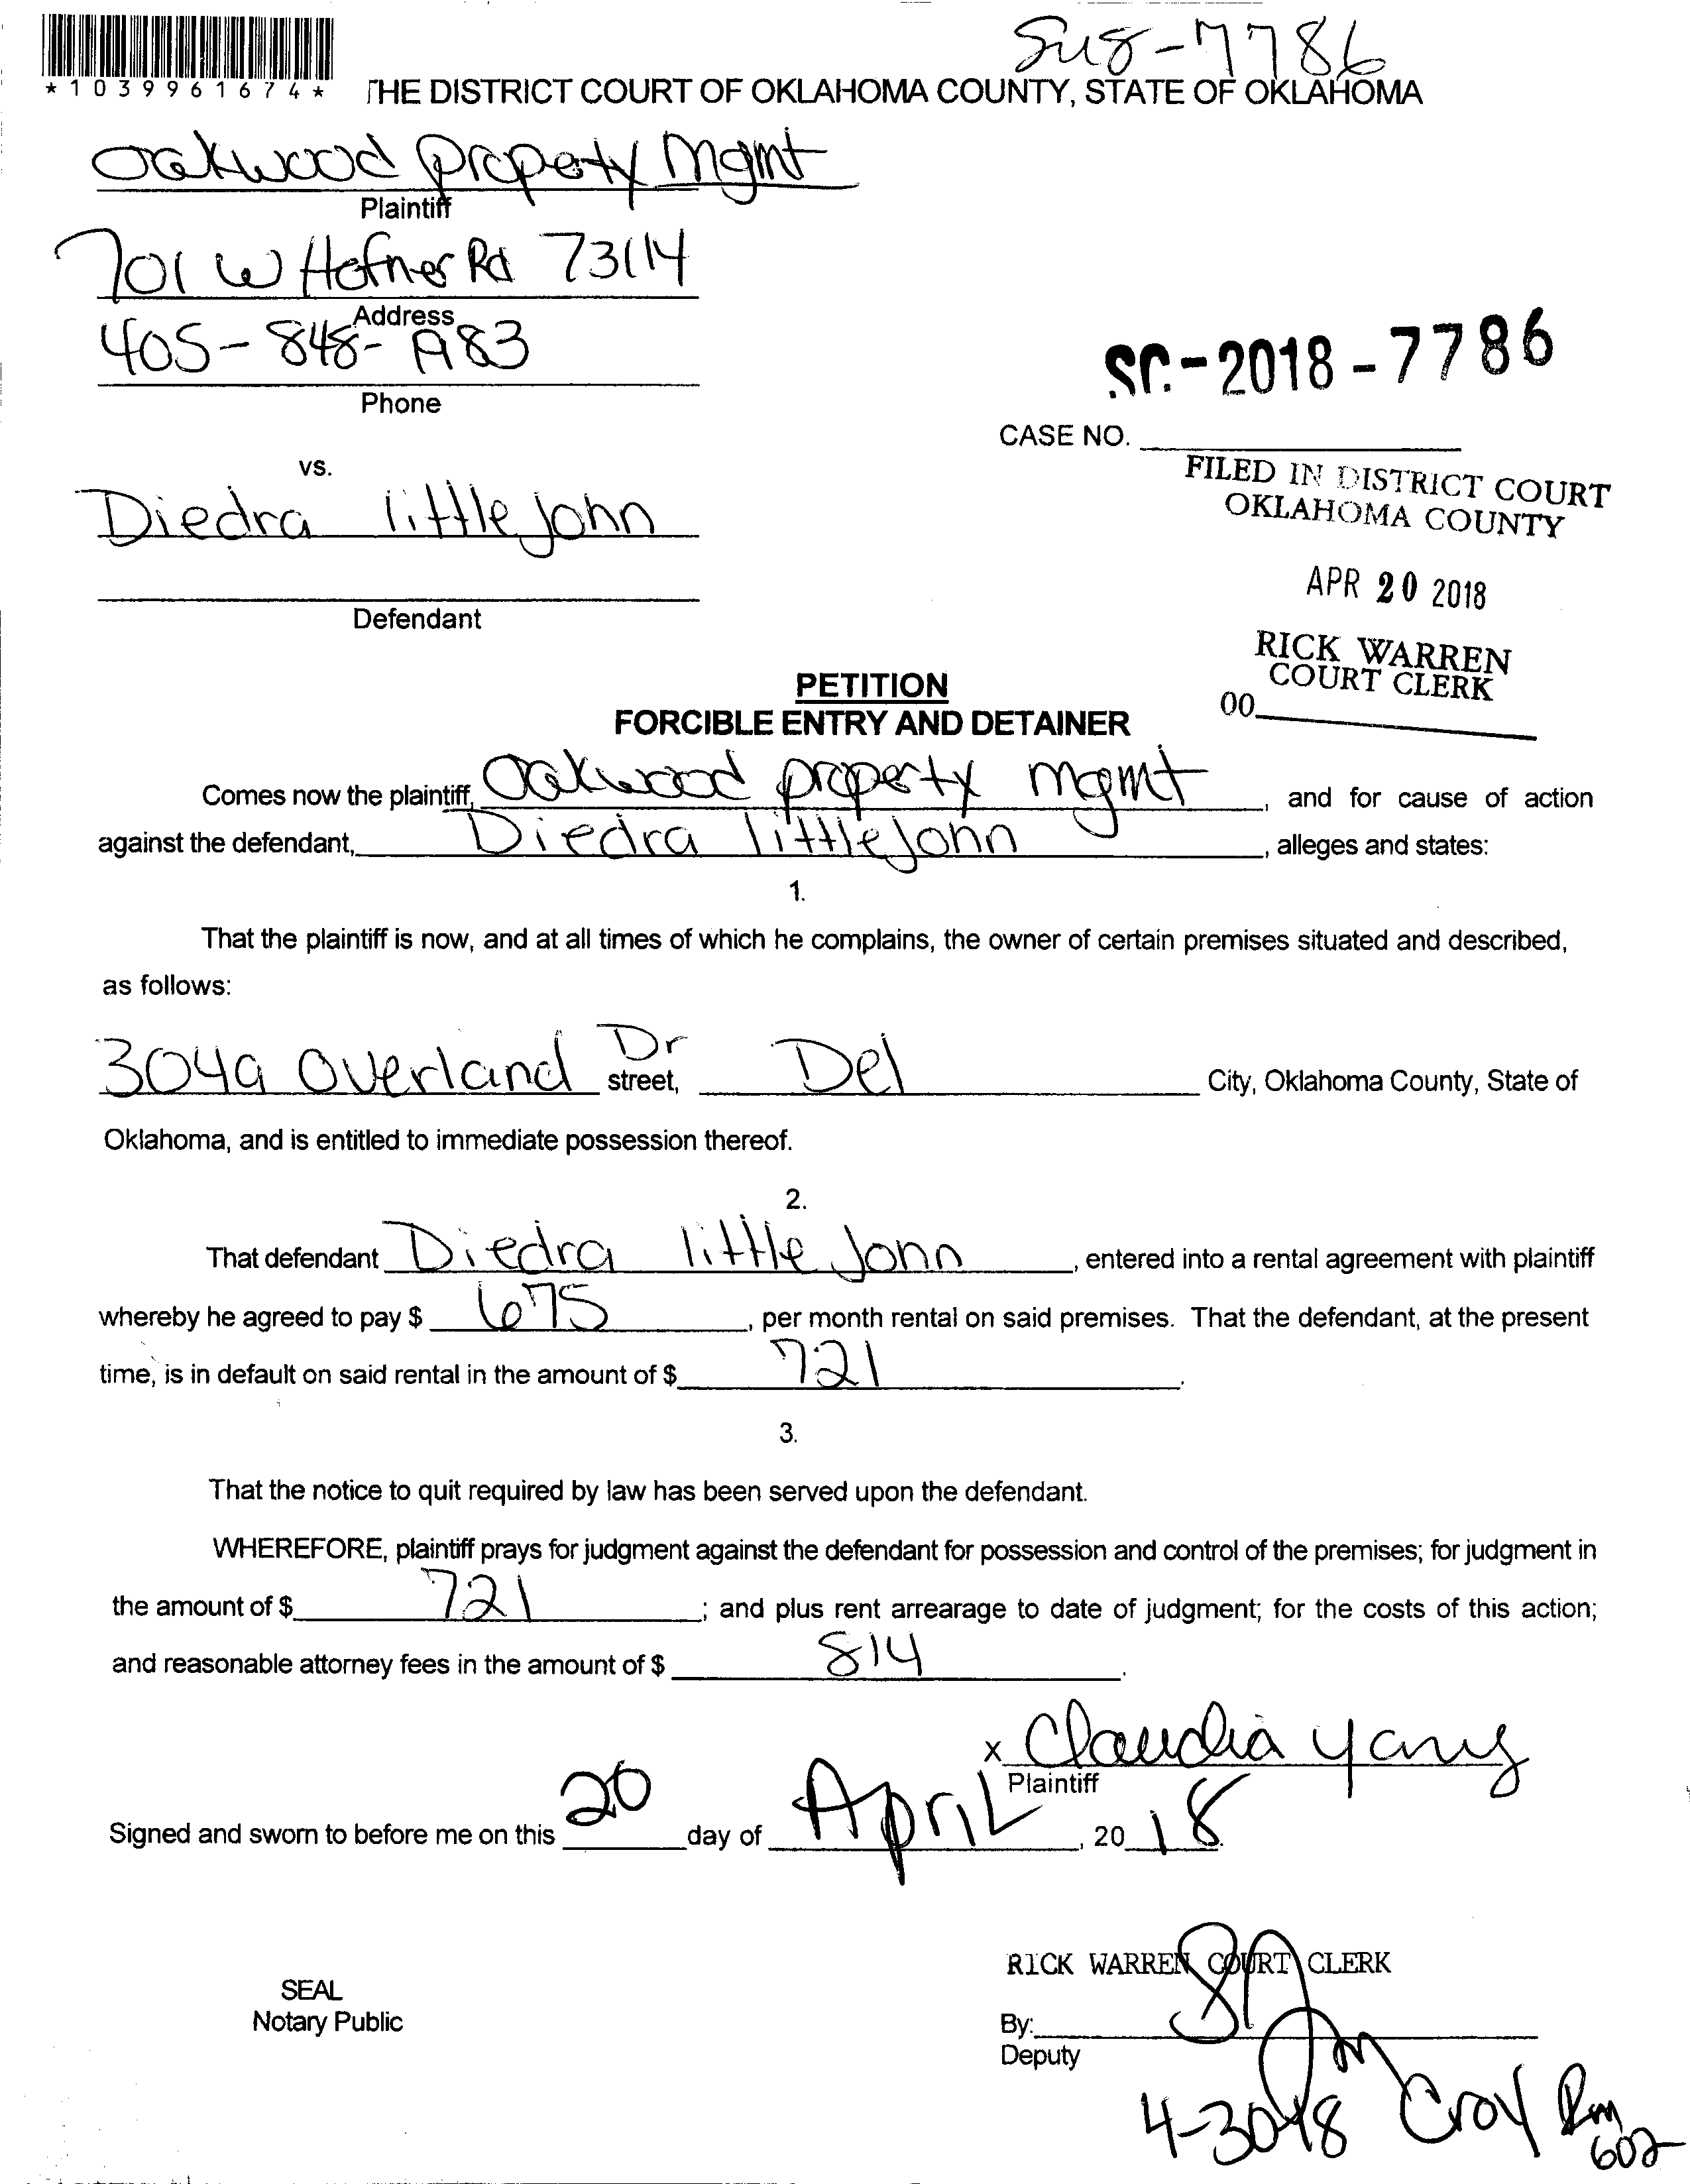 Sug-7786
*1039961674*
THE DISTRICT COURT OF OKLAHOMA COUNTY, STATE OF OKLAHOMA
Oakwood Property Mgmt
Plaintiff
701 W Hefner Rd 73114
Address
405-848-1983
Phone
SC-2018-7786
CASE NO.
vs.
FILED IN DISTRICT COURT
OKLAHOMA COUNTY
Diedra littlejohn
APR 20 2018
Defendant
RICK WARREN
COURT CLERK
00
PETITION
FORCIBLE ENTRY AND DETAINER
Comes now the plaintiff, Oakwood property mgmt, and for cause of action
against the defendant, Diedra littlejohn, alleges and states:
1.
That the plaintiff is now, and at all times of which he complains, the owner of certain premises situated and described,
as follows:
3049 Overland Dr street, Del City, Oklahoma County, State of
Oklahoma, and is entitled to immediate possession thereof.
2.
That defendant Diedra little John, entered into a rental agreement with plaintiff
whereby he agreed to pay $ 675, per month rental on said premises. That the defendant, at the present
time, is in default on said rental in the amount of $ 721.
3.
That the notice to quit required by law has been served upon the defendant.
WHEREFORE, plaintiff prays for judgment against the defendant for possession and control of the premises; for judgment in
the amount of $ 721; and plus rent arrearage to date of judgment; for the costs of this action;
and reasonable attorney fees in the amount of $ 814.
x Claudia Yang
Plaintiff
Signed and sworn to before me on this 20 day of April, 2018.
RICK WARREN COURT CLERK
SEAL
Notary Public
By:
Deputy
4-30-18 Croy Rm
602